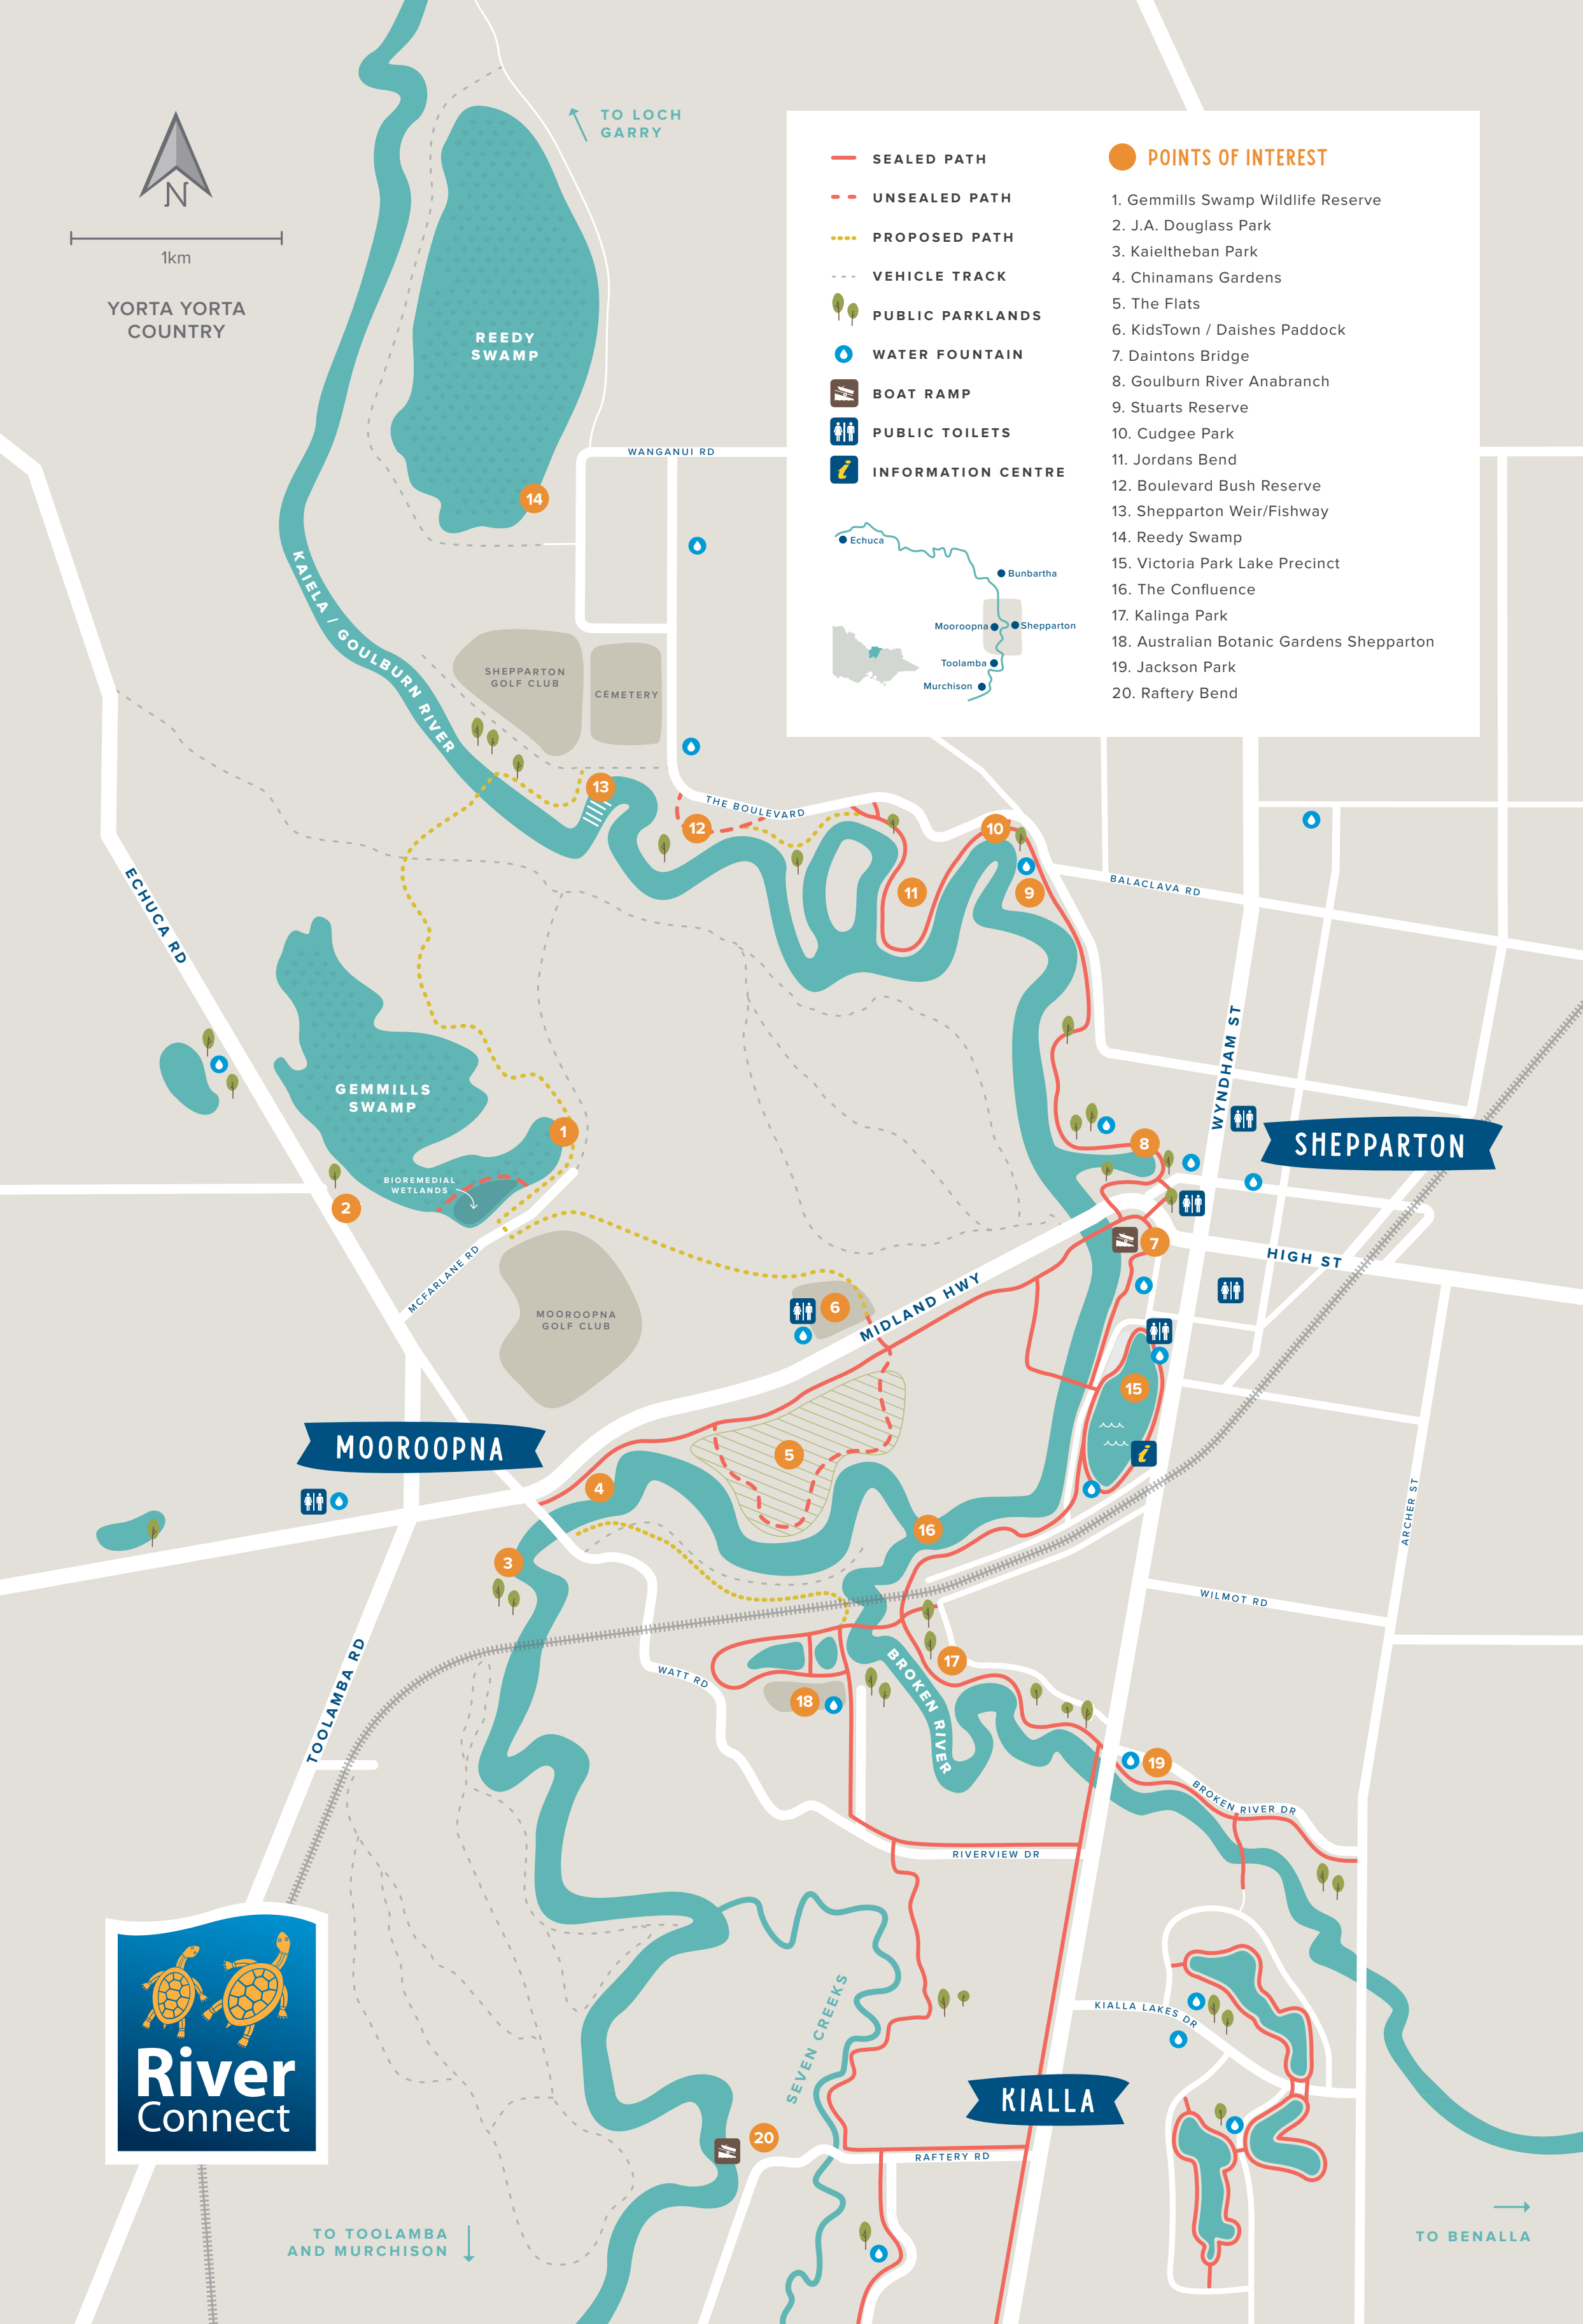 TO LOCH
GARRY
N
1km
YORTA YORTA
COUNTRY
REEDY
SWAMP
SEALED PATH
UNSEALED PATH
PROPOSED PATH
VEHICLE TRACK
PUBLIC PARKLANDS
WATER FOUNTAIN
BOAT RAMP
PUBLIC TOILETS
i INFORMATION CENTRE
Echuca
Bunbartha
Mooroopna
Shepparton
Toolamba
Murchison
POINTS OF INTEREST
1. Gemmills Swamp Wildlife Reserve
2. J.A. Douglass Park
3. Kaieltheban Park
4. Chinamans Gardens
5. The Flats
6. KidsTown / Daishes Paddock
7. Daintons Bridge
8. Goulburn River Anabranch
9. Stuarts Reserve
10. Cudgee Park
11. Jordans Bend
12. Boulevard Bush Reserve
13. Shepparton Weir/Fishway
14. Reedy Swamp
15. Victoria Park Lake Precinct
16. The Confluence
17. Kalinga Park
18. Australian Botanic Gardens Shepparton
19. Jackson Park
20. Raftery Bend
WANGANUI RD
14
KAIELA / GOULBURN RIVER
SHEPPARTON
GOLF CLUB
CEMETERY
13
THE BOULEVARD
12
10
11
9
BALACLAVA RD
ECHUCA RD
WYNDHAM ST
GEMMILLS
SWAMP
1
8
SHEPPARTON
BIOREMEDIAL
WETLANDS
2
7
HIGH ST
MCFARLANE RD
MOOROOPNA
GOLF CLUB
6
MIDLAND HWY
15
i
MOOROOPNA
5
4
16
ARCHER ST
3
WILMOT RD
TOOLAMBA RD
WATT RD
BROKEN RIVER
17
18
19
BROKEN RIVER DR
RIVERVIEW DR
SEVEN CREEKS
KIALLA LAKES DR
River
Connect
KIALLA
20
RAFTERY RD
TO TOOLAMBA
AND MURCHISON
TO BENALLA